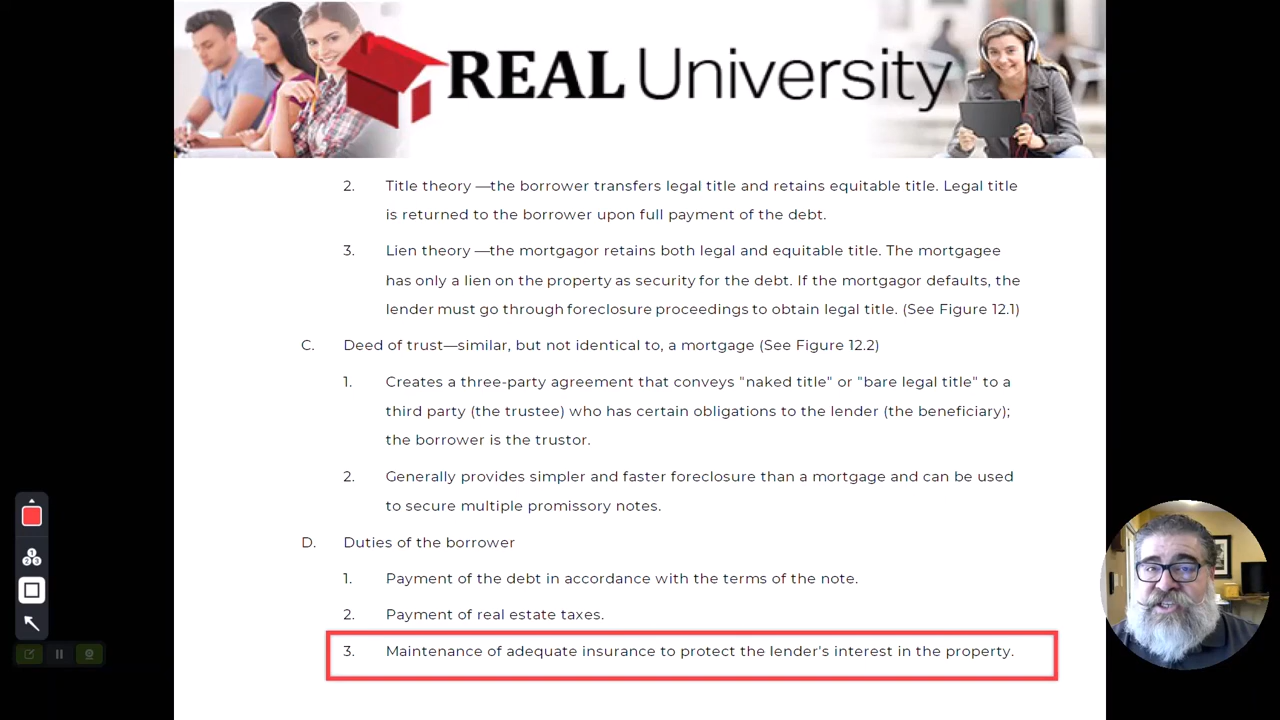 REAL University
2. Title theory —the borrower transfers legal title and retains equitable title. Legal title
is returned to the borrower upon full payment of the debt.
3. Lien theory —the mortgagor retains both legal and equitable title. The mortgagee
has only a lien on the property as security for the debt. If the mortgagor defaults, the
lender must go through foreclosure proceedings to obtain legal title. (See Figure 12.1)
C. Deed of trust—similar, but not identical to, a mortgage (See Figure 12.2)
1. Creates a three-party agreement that conveys "naked title" or "bare legal title" to a
third party (the trustee) who has certain obligations to the lender (the beneficiary);
the borrower is the trustor.
2. Generally provides simpler and faster foreclosure than a mortgage and can be used
to secure multiple promissory notes.
D. Duties of the borrower
1. Payment of the debt in accordance with the terms of the note.
2. Payment of real estate taxes.
3. Maintenance of adequate insurance to protect the lender's interest in the property.